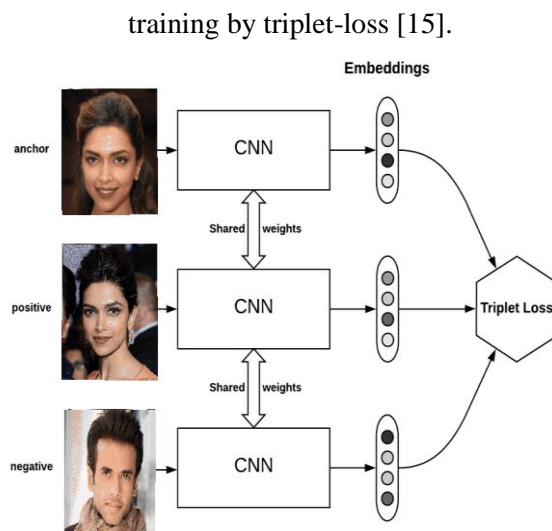 training by triplet-loss [15].
Embeddings
anchor
CNN
Shared weights
positive
CNN
Triplet Loss
Shared weights
negative
CNN